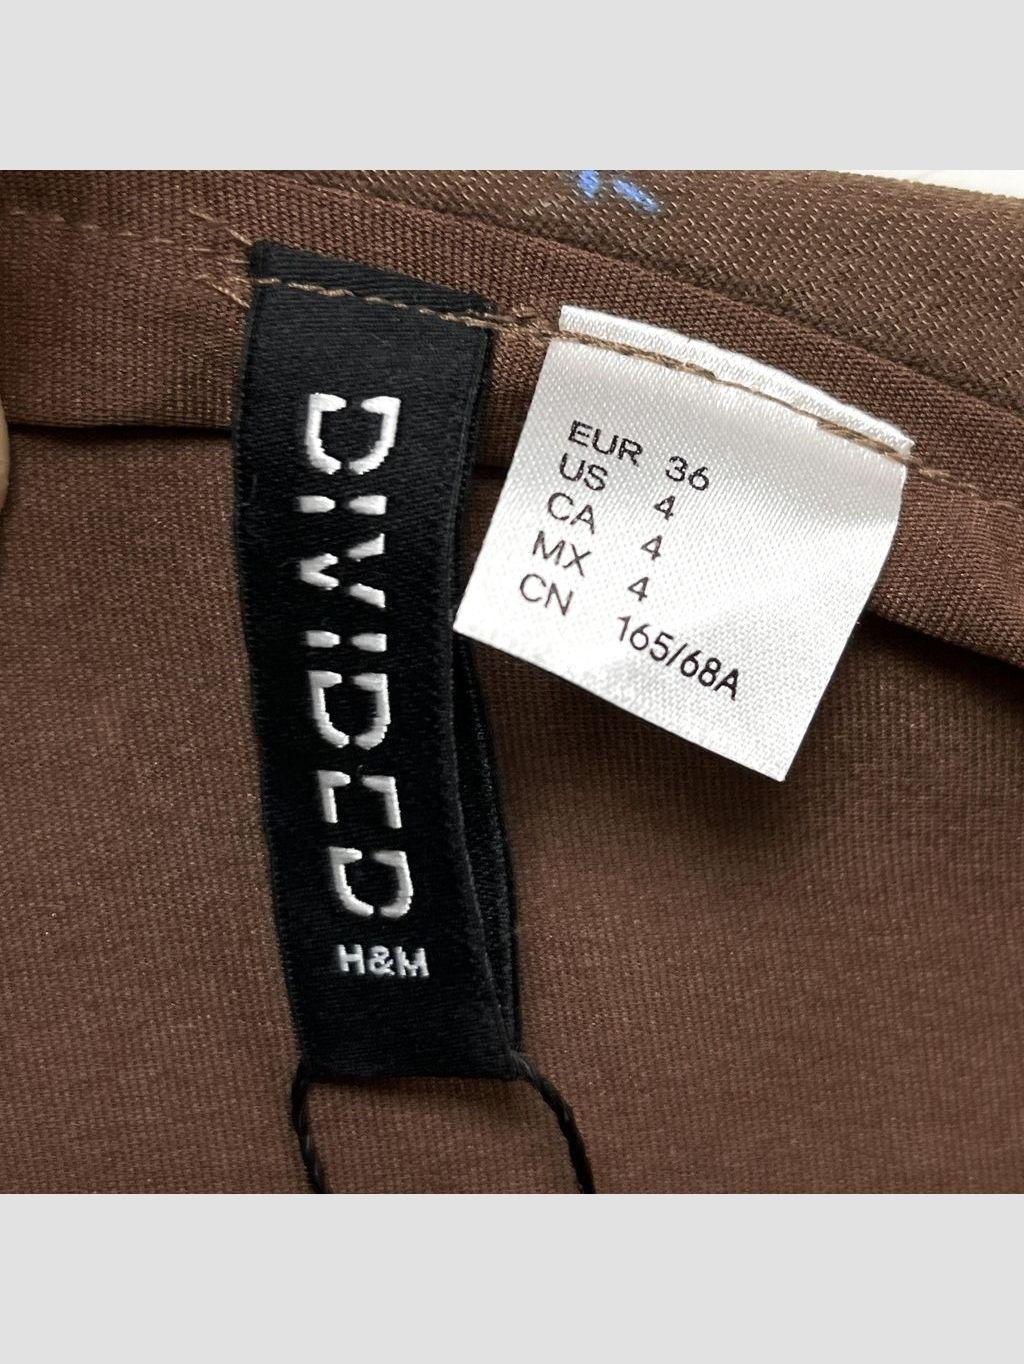 DIVIDED
H&M
EUR 36
US 4
CA 4
MX 4
CN 165/68A